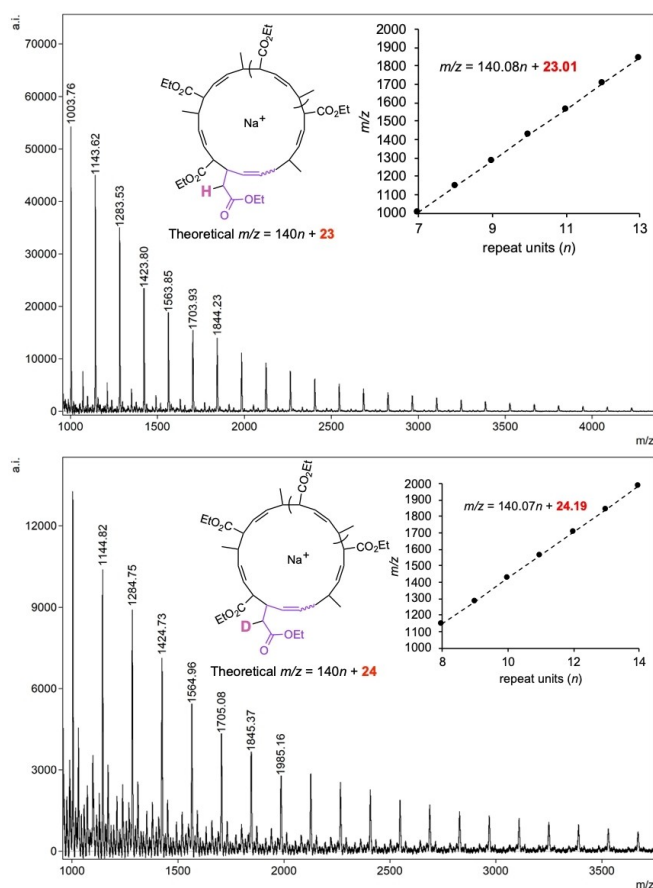 a.i.
70000
60000
50000
40000
30000
20000
10000
0
1003.76
1143.62
1283.53
1423.80
1563.85
1703.93
1844.23
1000
1500
2000
2500
3000
3500
4000
m/z
CO2Et
EtO2C
CO2Et
Na+
EtO2C
H
OEt
O
Theoretical m/z = 140n + 23
2000
1900
1800
1700
1600
1500
1400
1300
1200
1100
1000
m/z
m/z = 140.08n + 23.01
7
9
11
13
repeat units (n)
a.i.
12000
9000
6000
3000
0
1144.82
1284.75
1424.73
1564.96
1705.08
1845.37
1985.16
1000
1500
2000
2500
3000
3500
m/z
CO2Et
EtO2C
CO2Et
Na+
EtO2C
D
OEt
O
Theoretical m/z = 140n + 24
2000
1900
1800
1700
1600
1500
1400
1300
1200
1100
1000
m/z
m/z = 140.07n + 24.19
8
10
12
14
repeat units (n)